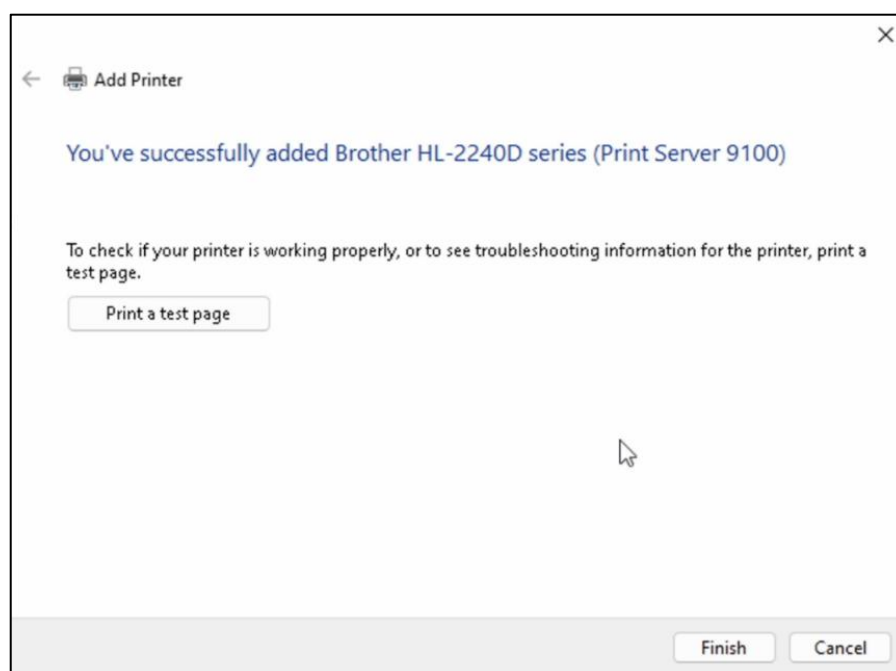 Add Printer
You've successfully added Brother HL-2240D series (Print Server 9100)
To check if your printer is working properly, or to see troubleshooting information for the printer, print a
test page.
Print a test page
Finish
Cancel